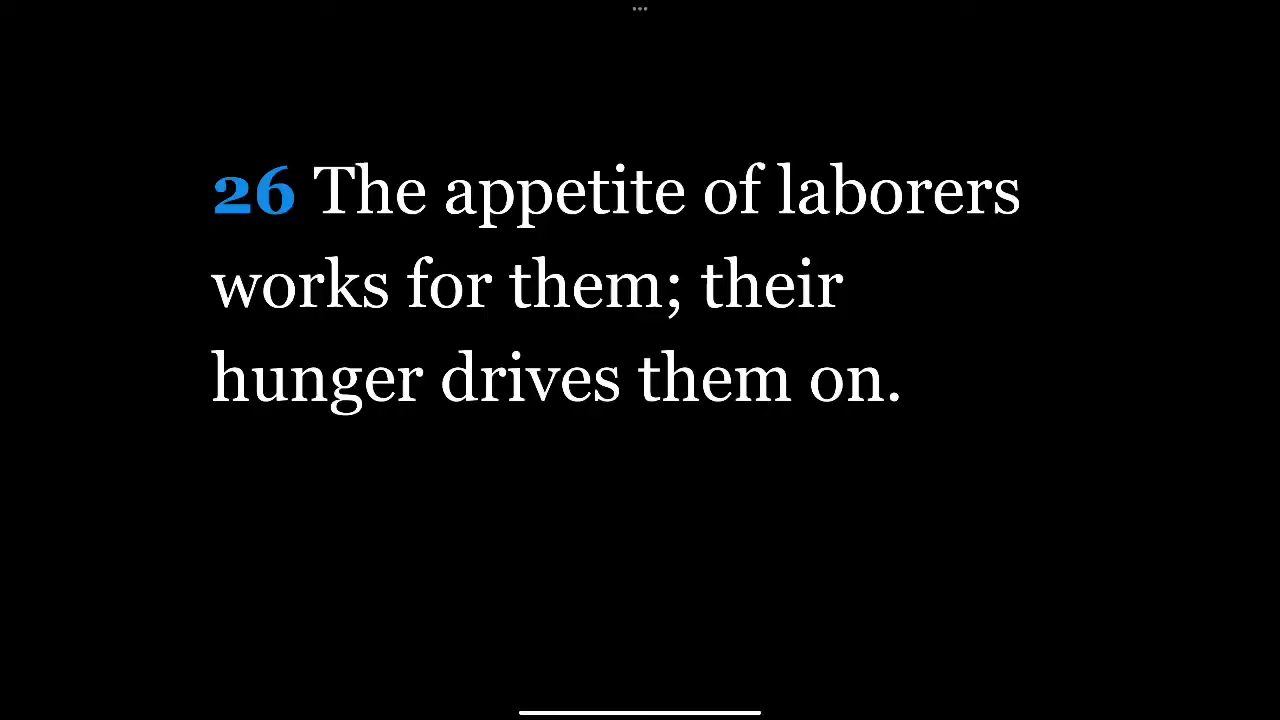 26 The appetite of laborers
works for them; their
hunger drives them on.